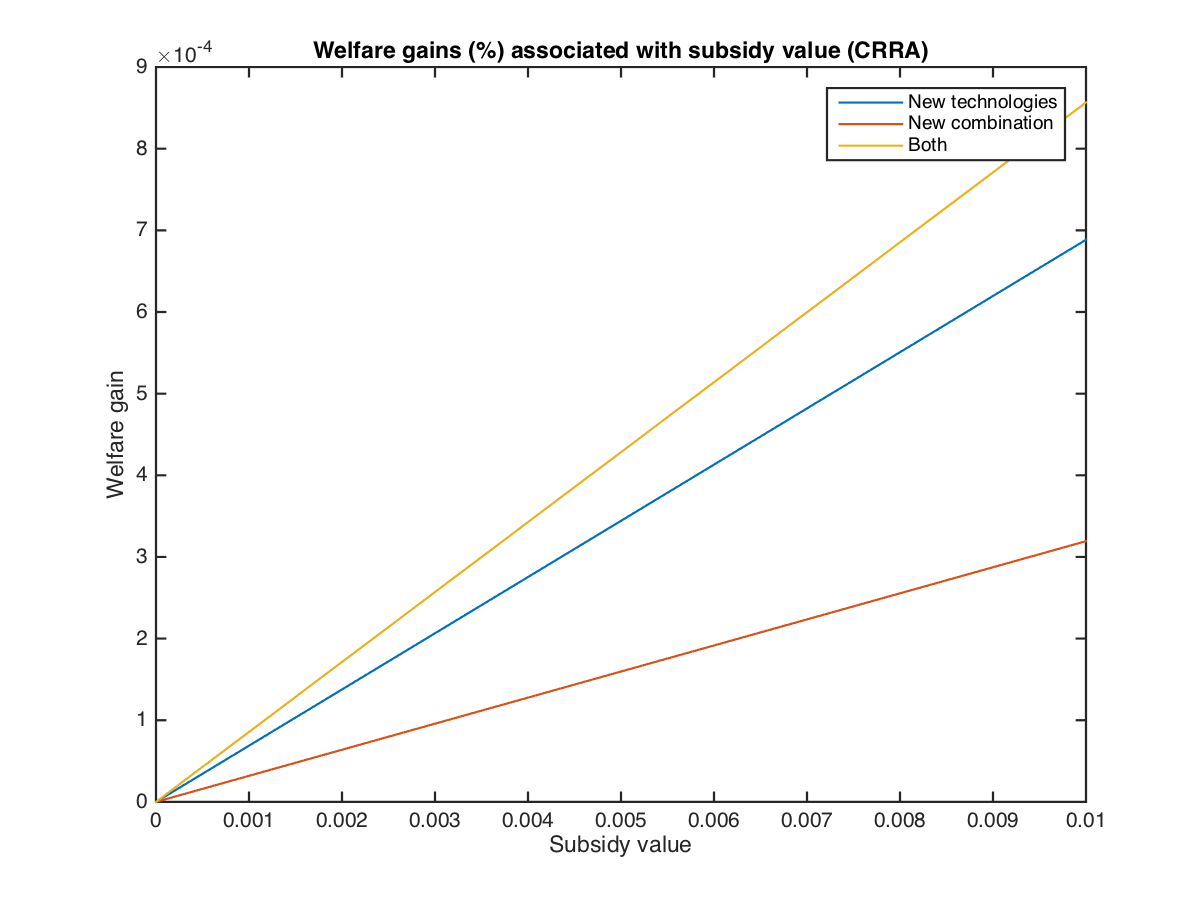 Welfare gains (%) associated with subsidy value (CRRA)
×10-4
9
8
7
6
5
4
3
2
1
0
Welfare gain
New technologies
New combination
Both
0 0.001 0.002 0.003 0.004 0.005 0.006 0.007 0.008 0.009 0.01
Subsidy value